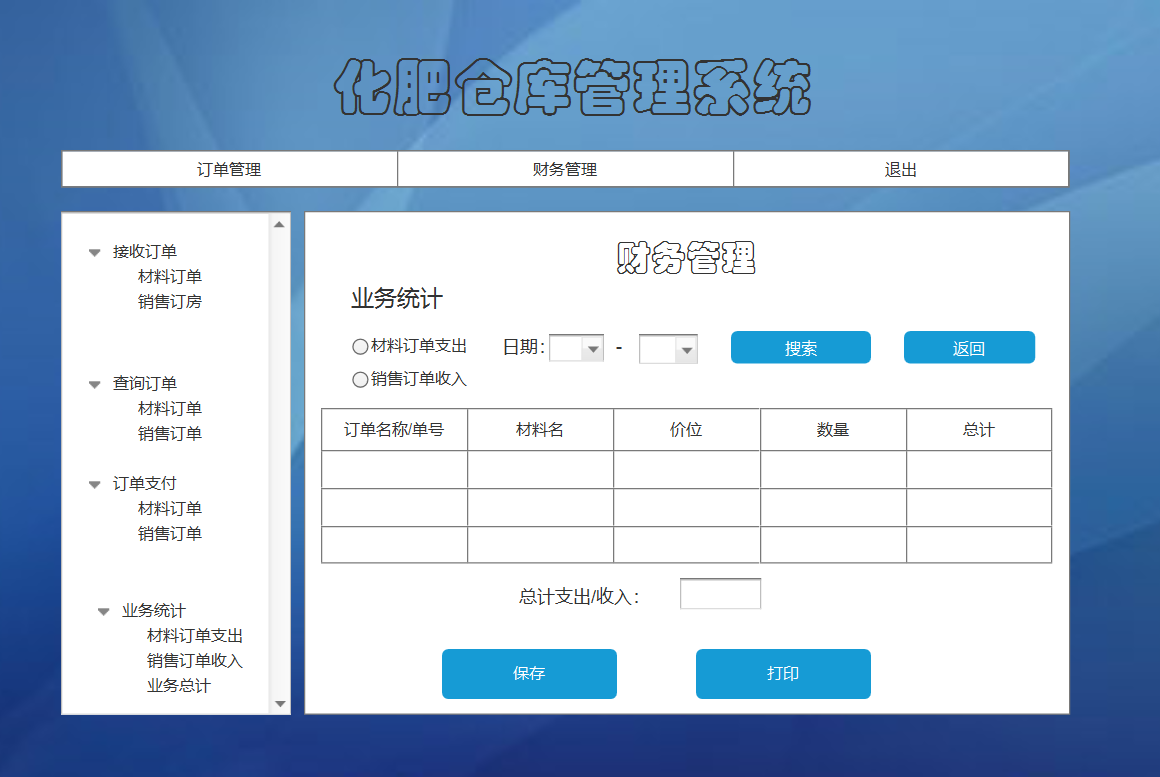 化肥仓库管理系统
订单管理 财务管理 退出
接收订单
材料订单
销售订房
查询订单
材料订单
销售订单
订单支付
材料订单
销售订单
业务统计
材料订单支出
销售订单收入
业务总计
财务管理
业务统计
材料订单支出 日期： - 搜索 返回
销售订单收入
订单名称/单号 材料名 价位 数量 总计
总计支出/收入：
保存 打印